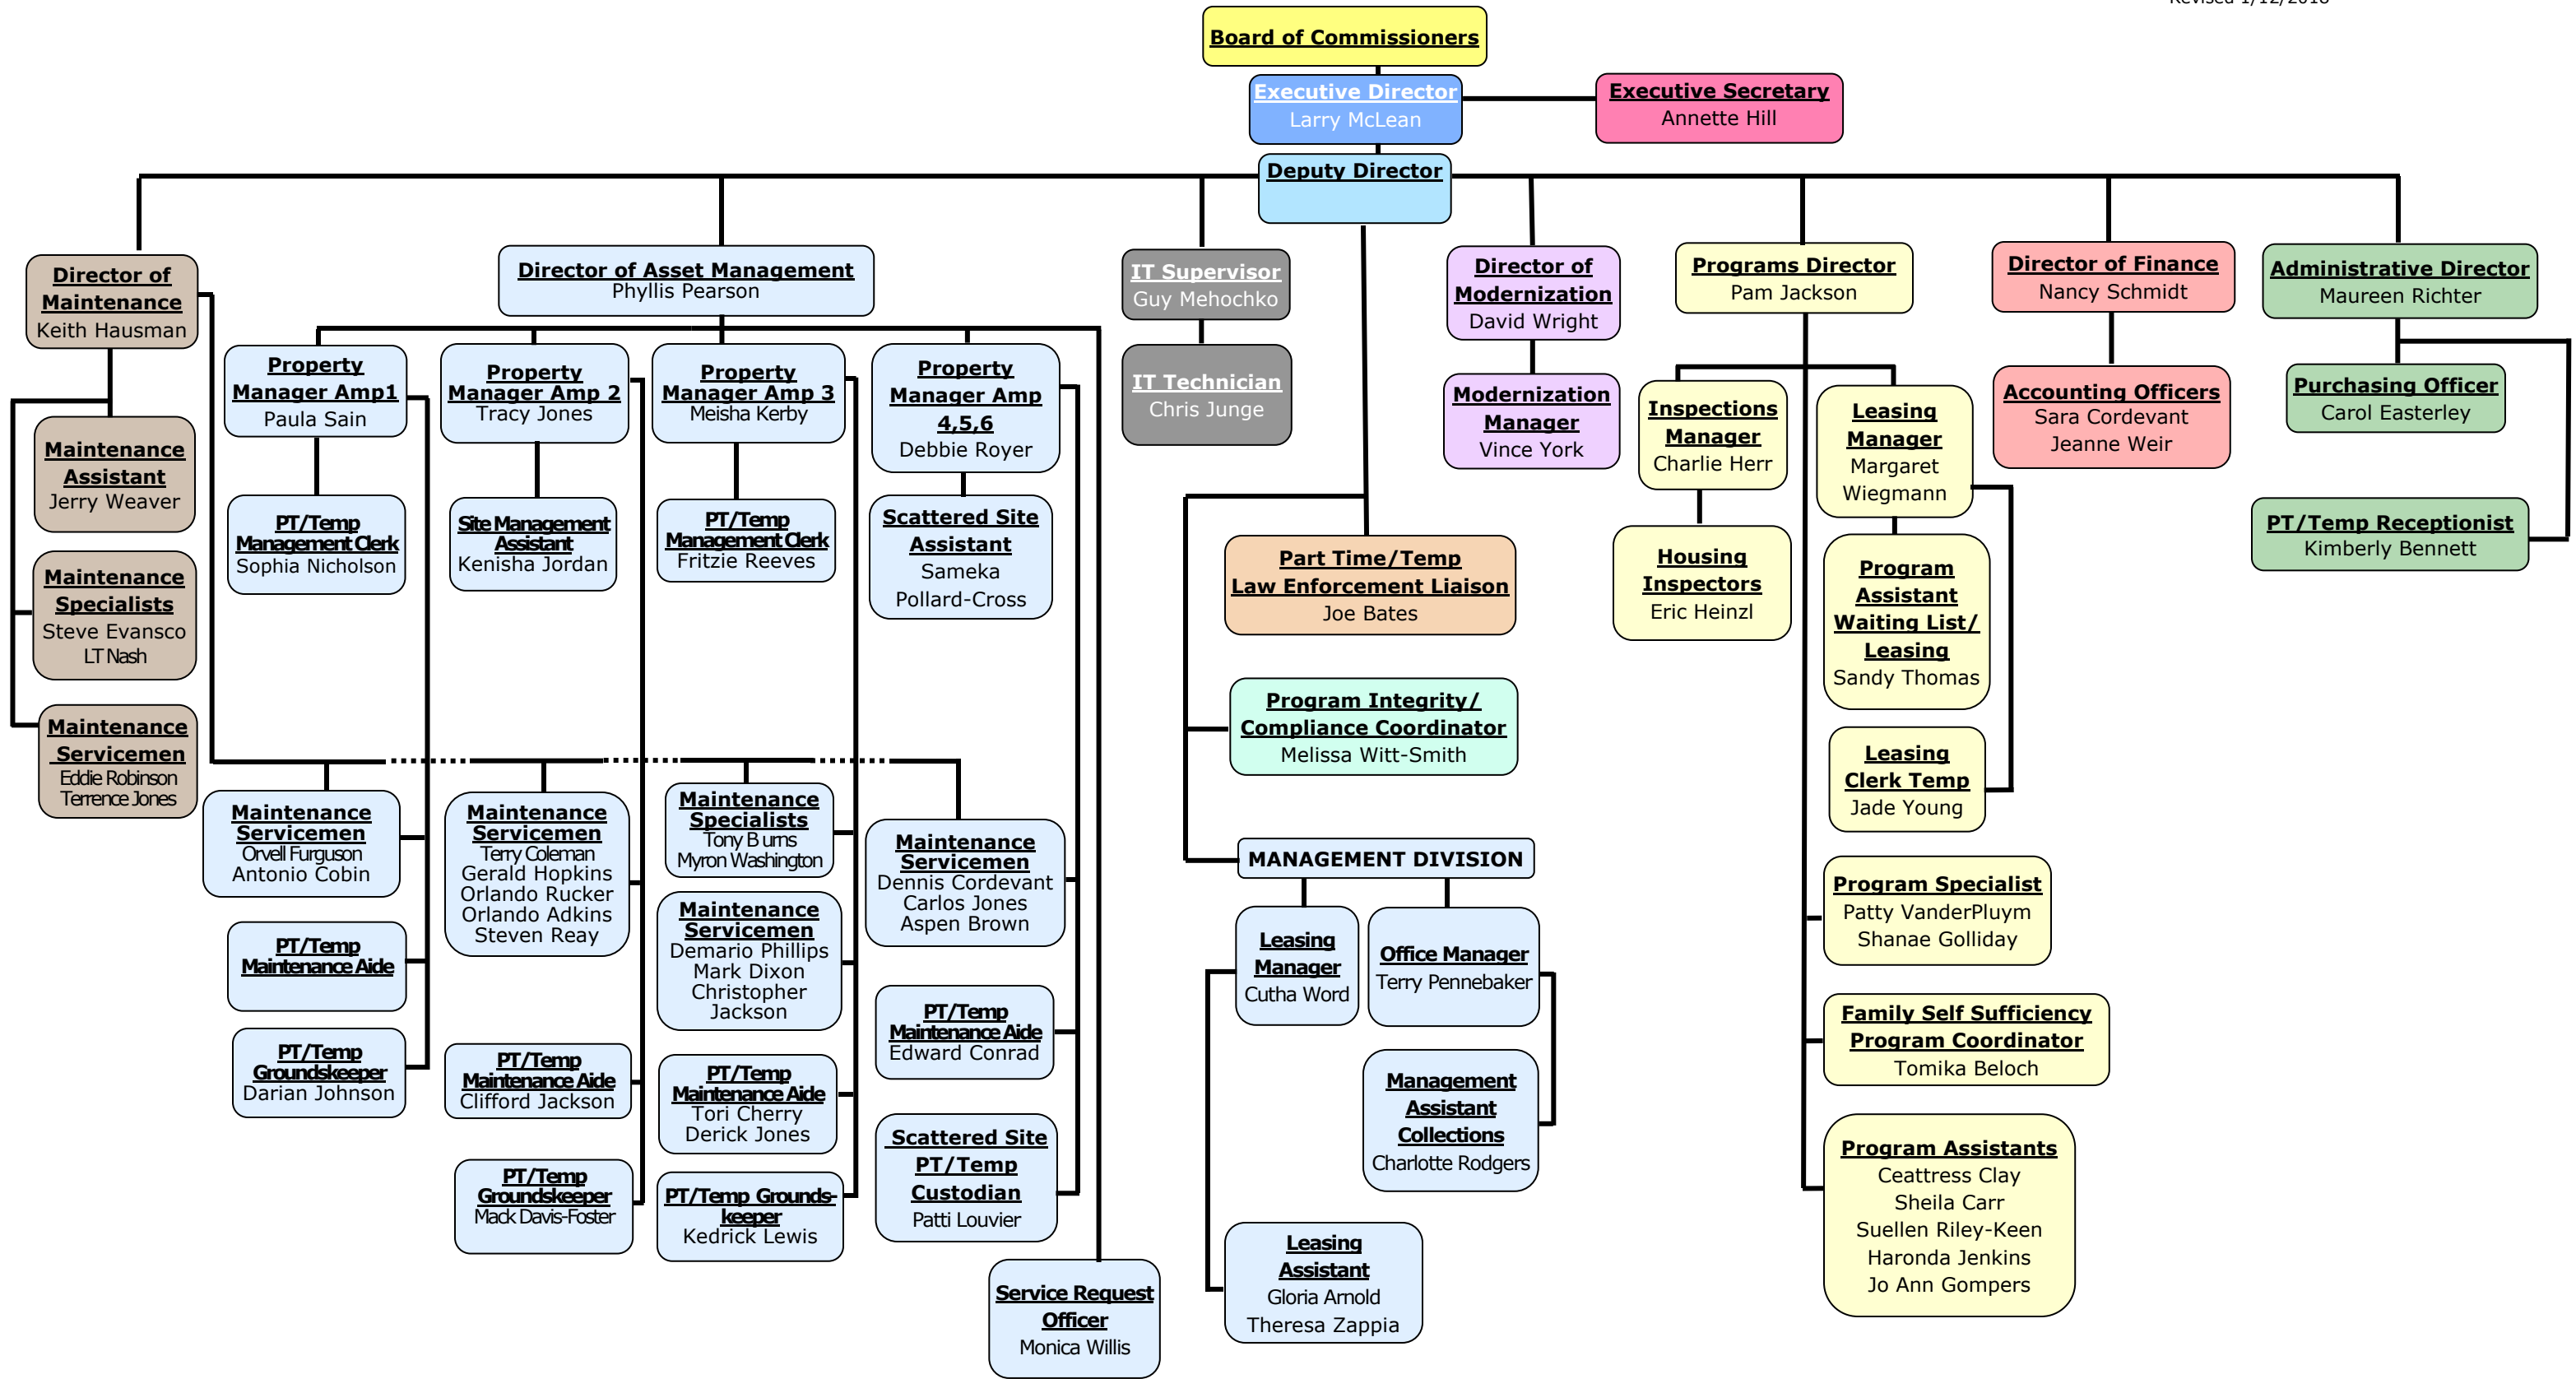 Revised 1/12/2018
Board of Commissioners
Executive Director
Larry McLean
Executive Secretary
Annette Hill
Deputy Director
Director of
Maintenance
Keith Hausman
Director of Asset Management
Phyllis Pearson
IT Supervisor
Guy Mehochko
Director of
Modernization
David Wright
Programs Director
Pam Jackson
Director of Finance
Nancy Schmidt
Administrative Director
Maureen Richter
Property
Manager Amp1
Paula Sain
Property
Manager Amp 2
Tracy Jones
Property
Manager Amp 3
Meisha Kerby
Property
Manager Amp
4,5,6
Debbie Royer
IT Technician
Chris Junge
Modernization
Manager
Vince York
Inspections
Manager
Charlie Herr
Leasing
Manager
Margaret
Wiegmann
Accounting Officers
Sara Cordevant
Jeanne Weir
Purchasing Officer
Carol Easterley
Maintenance
Assistant
Jerry Weaver
PT/Temp
Management Clerk
Sophia Nicholson
Site Management
Assistant
Kenisha Jordan
PT/Temp
Management Clerk
Fritzie Reeves
Scattered Site
Assistant
Sameka
Pollard-Cross
Part Time/Temp
Law Enforcement Liaison
Joe Bates
Housing
Inspectors
Eric Heinzl
Program
Assistant
Waiting List/
Leasing
Sandy Thomas
PT/Temp Receptionist
Kimberly Bennett
Maintenance
Specialists
Steve Evansco
LT Nash
Maintenance
Servicemen
Eddie Robinson
Terrence Jones
Program Integrity/
Compliance Coordinator
Melissa Witt-Smith
Leasing
Clerk Temp
Jade Young
Maintenance
Servicemen
Orvell Furguson
Antonio Cobin
Maintenance
Servicemen
Terry Coleman
Gerald Hopkins
Orlando Rucker
Orlando Adkins
Steven Reay
Maintenance
Specialists
Tony B urns
Myron Washington
Maintenance
Servicemen
Dennis Cordevant
Carlos Jones
Aspen Brown
MANAGEMENT DIVISION
Program Specialist
Patty VanderPluym
Shanae Golliday
PT/Temp
Maintenance Aide
Maintenance
Servicemen
Demario Phillips
Mark Dixon
Christopher
Jackson
Leasing
Manager
Cutha Word
Office Manager
Terry Pennebaker
PT/Temp
Maintenance Aide
Edward Conrad
Family Self Sufficiency
Program Coordinator
Tomika Beloch
PT/Temp
Groundskeeper
Darian Johnson
PT/Temp
Maintenance Aide
Clifford Jackson
PT/Temp
Maintenance Aide
Tori Cherry
Derick Jones
Management
Assistant
Collections
Charlotte Rodgers
Scattered Site
PT/Temp
Custodian
Patti Louvier
Program Assistants
Ceattress Clay
Sheila Carr
Suellen Riley-Keen
Haronda Jenkins
Jo Ann Gompers
PT/Temp
Groundskeeper
Mack Davis-Foster
PT/Temp Grounds-
keeper
Kedrick Lewis
Leasing
Assistant
Gloria Arnold
Theresa Zappia
Service Request
Officer
Monica Willis